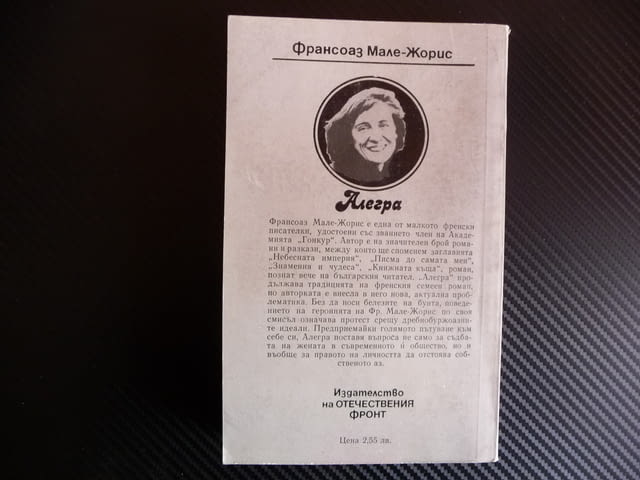 Франсоаз Мале-Жорис
Алегра
Франсоаз Мале-Жорис е една от малкото френски
писателки, удостоени със званието член на Акаде-
мията „Гонкур“. Автор е на значителен брой рома-
ни и разкази, между които ще споменем заглавията
„Небесната империя“, „Писма до самата мен“,
„Знамения и чудеса“, „Книжната къща“, роман,
познат вече на българския читател. „Алегра“ про-
дължава традицията на френския семеен роман,
но авторката е внесла в него нова, актуална проб-
лематика. Без да носи белезите на бунта, поведе-
нието на героинята на Фр. Мале-Жорис по своя
смисъл означава протест срещу дребнобуржоазни-
те идеали. Предприемайки голямото пътуване към
себе си, Алегра поставя въпроса не само за съдба-
та на жената в съвременното ѝ общество, но и
въобще за правото на личността да отстоява соб-
ственото аз.
Издателство
на ОТЕЧЕСТВЕНИЯ
ФРОНТ
Цена 2,55 лв.